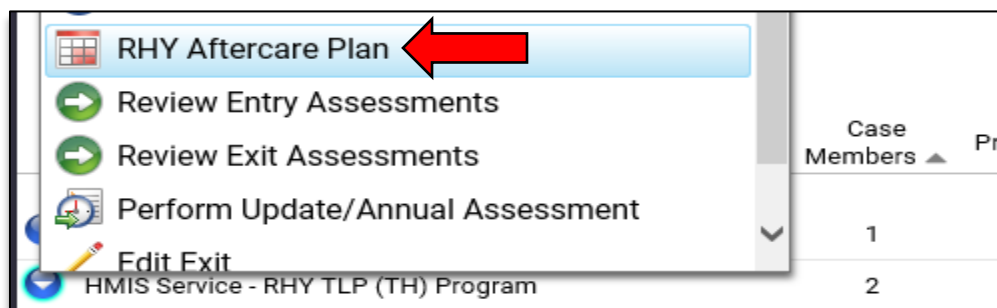 RHY Aftercare Plan
Review Entry Assessments
Review Exit Assessments
Perform Update/Annual Assessment
Edit Exit
Case
Members
Pr
1
HMIS Service - RHY TLP (TH) Program
2